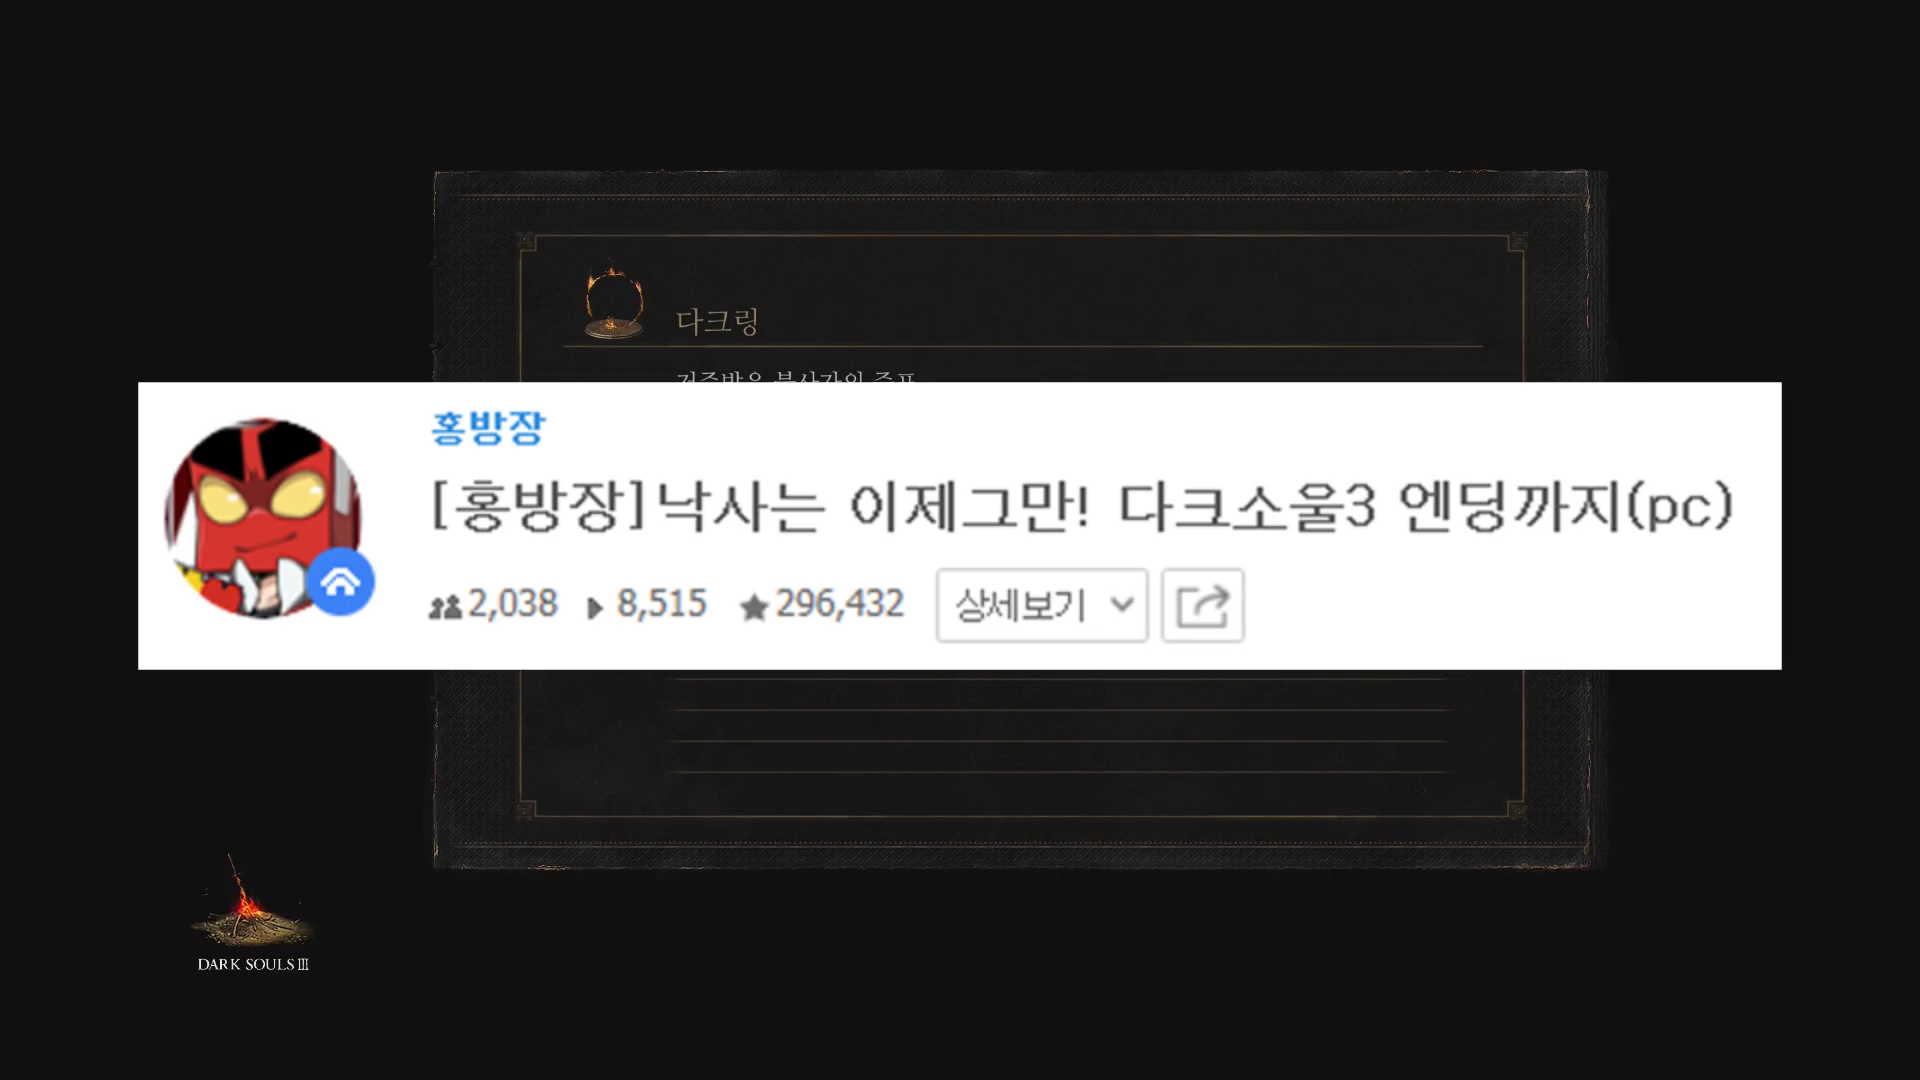 다크링
홍방장
[홍방장]낙사는 이제그만! 다크소울3 엔딩까지(pc)
2,038 8,515 296,432 상세보기
DARK SOULS III